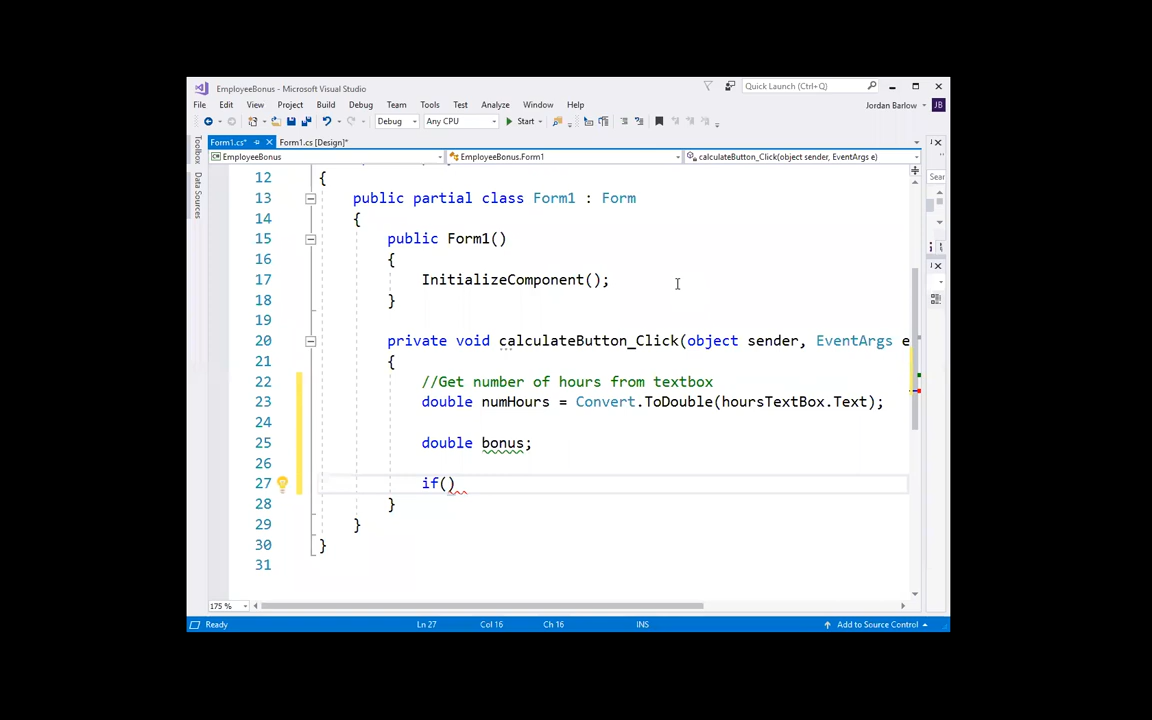 EmployeeBonus - Microsoft Visual Studio
Quick Launch (Ctrl+Q)
File Edit View Project Build Debug Team Tools Test Analyze Window Help
Jordan Barlow JB
Debug Any CPU Start
Form1.cs* Form1.cs [Design]*
EmployeeBonus EmployeeBonus.Form1 calculateButton_Click(object sender, EventArgs e)
Toolbox
Data Sources
Sear
12 {
13 public partial class Form1 : Form
14 {
15 public Form1()
16 {
17 InitializeComponent();
18 }
19
20 private void calculateButton_Click(object sender, EventArgs e
21 {
22 //Get number of hours from textbox
23 double numHours = Convert.ToDouble(hoursTextBox.Text);
24
25 double bonus;
26
27 if()
28 }
29 }
30 }
31
175 %
Ready Ln 27 Col 16 Ch 16 INS Add to Source Control